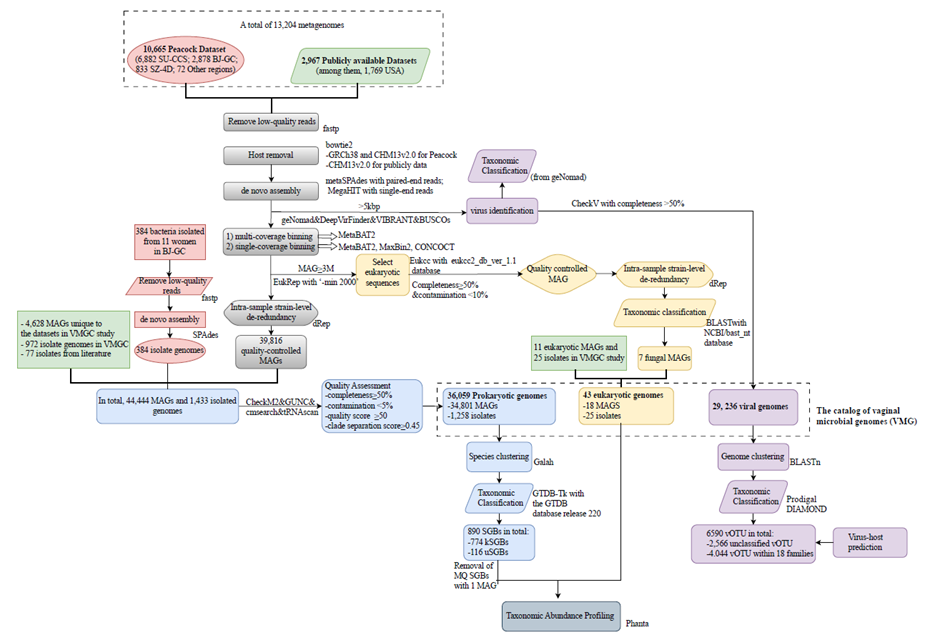 A total of 13,204 metagenomes
10,665 Peacock Dataset
(6,882 SU-CCS; 2,878 BJ-GC;
833 SZ-4D; 72 Other regions)
2,967 Publicly available Datasets
(among them, 1,769 USA)
Remove low-quality reads
fastp
Host removal
bowtie2
-GRCh38 and CHM13v2.0 for Peacock
-CHM13v2.0 for publicly data
de novo assembly
metaSPAdes with paired-end reads;
MegaHIT with single-end reads
Taxonomic
Classification
(from geNomad)
>5kbp
geNomad&DeepVirFinder&VIBRANT&BUSCOs
virus identification
CheckV with completeness >50%
384 bacteria isolated
from 11 women
in BJ-GC
1) multi-coverage binning
2) single-coverage binning
MetaBAT2
MetaBAT2, MaxBin2, CONCOCT
MAG≥3M
EukRep with '-min 2000'
Select
eukaryotic
sequences
Eukcc with eukcc2_db_ver_1.1
database
Completeness≥50%
&contamination <10%
Quality controlled
MAG
Intra-sample strain-level
de-redundancy
dRep
Remove low-quality
reads
fastp
Intra-sample strain-level
de-redundancy
dRep
Taxonomic classification
BLASTwith
NCBI/bast_nt
database
- 4,628 MAGs unique
to the datasets in VMGC study
- 972 isolate genomes in VMGC
- 77 isolates from literature
de novo assembly
SPAdes
384 isolate genomes
39,816
quality-controlled
MAGs
11 eukaryotic MAGs and
25 isolates in VMGC study
7 fungal MAGs
In total, 44,444 MAGs and 1,433 isolated
genomes
CheckM2&GUNC&
cmsearch&tRNAscan
Quality Assessment
-completeness≥50%
-contamination <5%
-quality score ≥50
-clade separation score≥0.45
36,059 Prokaryotic genomes
-34,801 MAGs
-1,258 isolates
43 eukaryotic genomes
-18 MAGS
-25 isolates
29, 236 viral genomes
The catalog of vaginal
microbial genomes (VMG)
Species clustering
Galah
Genome clustering
BLASTn
Taxonomic
Classification
GTDB-Tk with
the GTDB
database release 220
Taxonomic
Classification
Prodigal
DIAMOND
890 SGBs in total:
-774 kSGBs
-116 uSGBs
6590 vOTU in total:
-2,566 unclassified vOTU
-4.044 vOTU within 18 families
Virus-host
prediction
Removal of
MQ SGBs
with 1 MAG
Taxonomic Abundance Profiling
Phanta